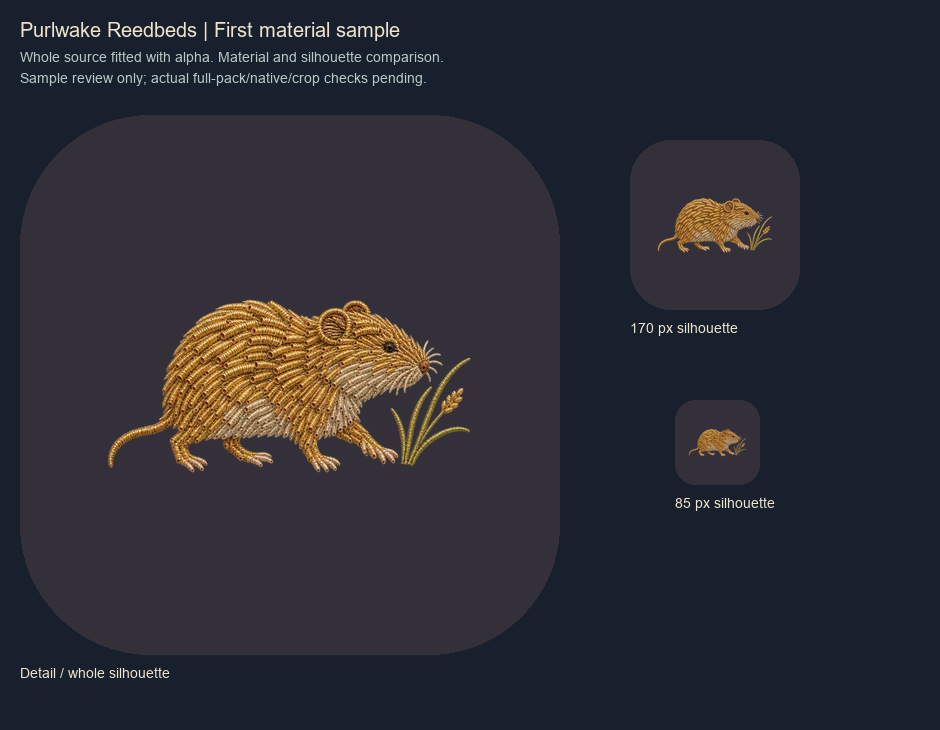 Purlwake Reedbeds | First material sample
Whole source fitted with alpha. Material and silhouette comparison.
Sample review only; actual full-pack/native/crop checks pending.
170 px silhouette
85 px silhouette
Detail / whole silhouette